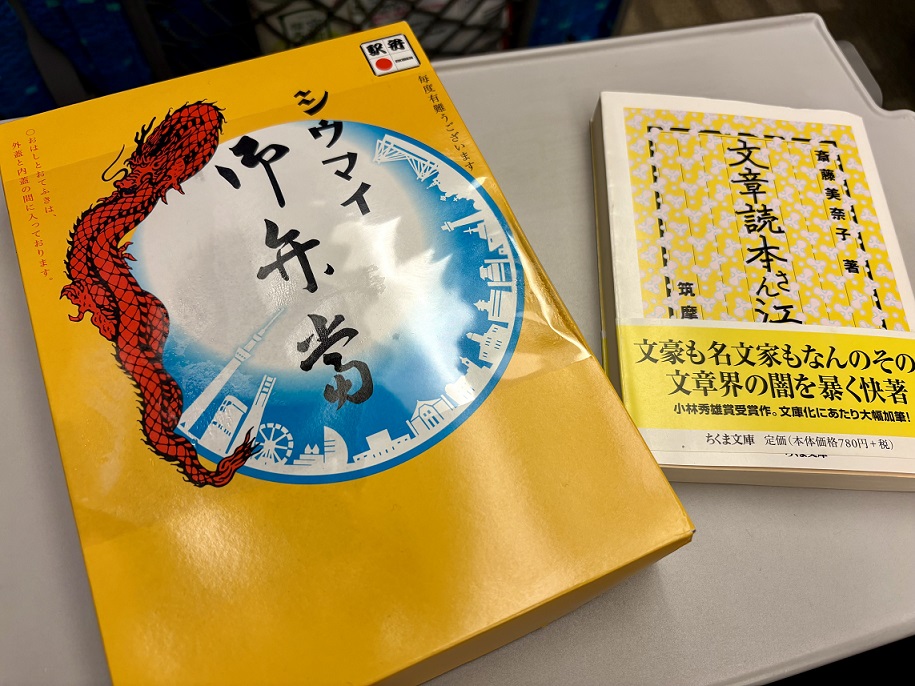 駅弁
毎度有難うございます
シウマイ
御弁当
○おはしとおてふきは、
外蓋と内蓋の間に入っております。
斎藤美奈子 著
文章読本さん江
筑摩
文豪も名文家もなんのその
文章界の闇を暴く快著
小林秀雄賞受賞作。文庫化にあたり大幅加筆!
ちくま文庫 定価(本体価格780円+税)
ちくま文庫